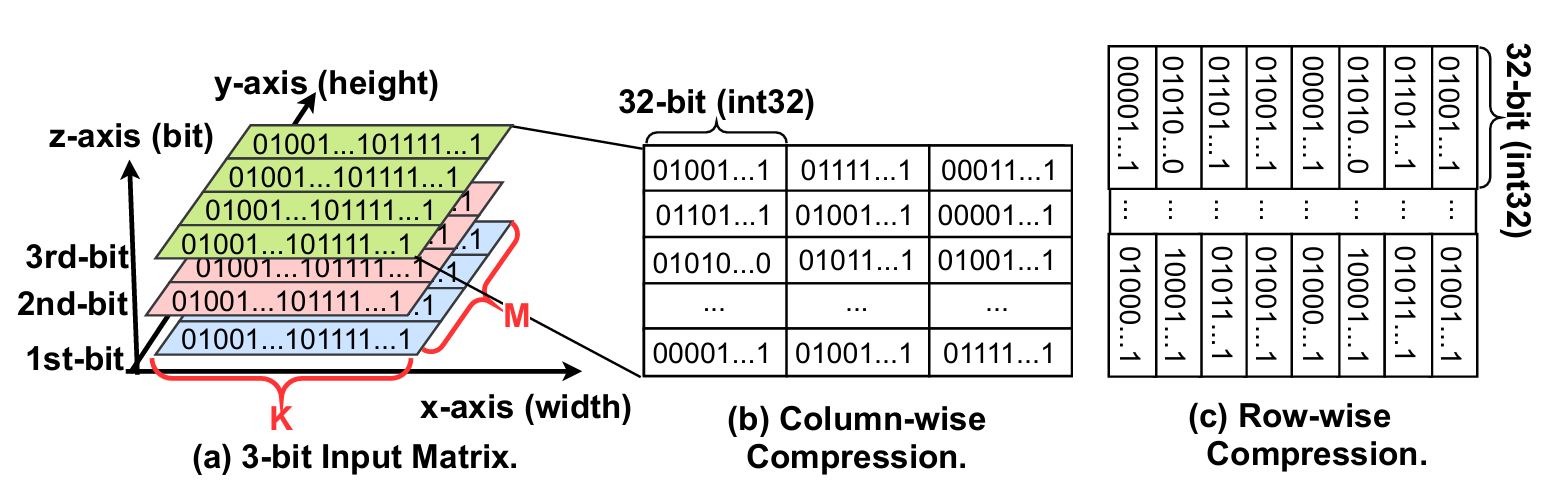 y-axis (height)
z-axis (bit)
01001...101111...1
01001...101111...1
01001...101111...1
01001...101111...1
3rd-bit
...1
.1
01001...101111...1
2nd-bit
01001...101111...1
..1
.1
.1
1st-bit
01001...101111...1
M
K
x-axis (width)
(a) 3-bit Input Matrix.
32-bit (int32)
01001...1 01111...1 00011...1
01101...1 01001...1 00001...1
01010...0 01011...1 01001...1
... ... ...
00001...1 01001...1 01111...1
(b) Column-wise
Compression.
00001...1 01010...0 01101...1 01001...1 00001...1 01010...0 01101...1 01001...1
32-bit (int32)
... ... ... ... ... ... ... ...
01000...1 10001...1 01011...1 01001...1 01000...1 10001...1 01011...1 01001...1
(c) Row-wise
Compression.